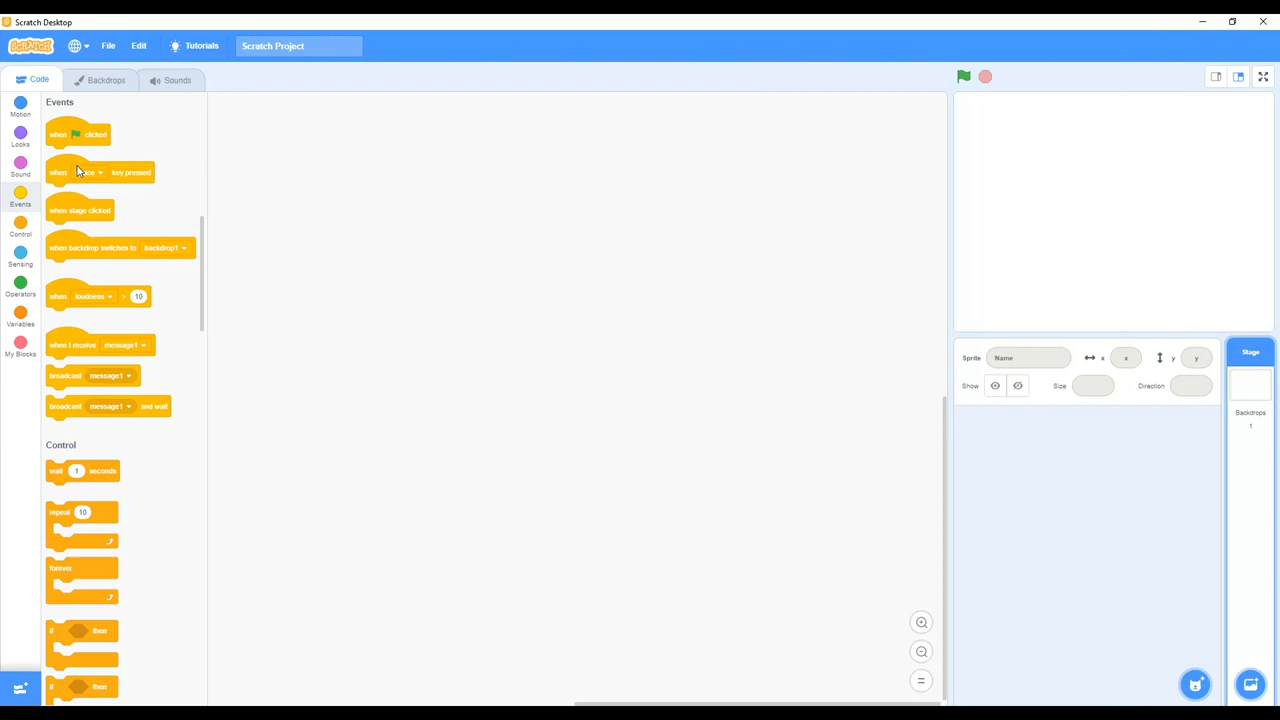 Scratch Desktop
SCRATCH File Edit Tutorials Scratch Project
Code Backdrops Sounds
Motion
Looks
Sound
Events
Control
Sensing
Operators
Variables
My Blocks
Events
when clicked
when key pressed
when stage clicked
when backdrop switches to backdrop1
when loudness > 10
when I receive message1
broadcast message1
broadcast message1 and wait
Control
wait 1 seconds
repeat 10
forever
if then
if then
Sprite Name x x y y
Show Size Direction
Stage
Backdrops
1